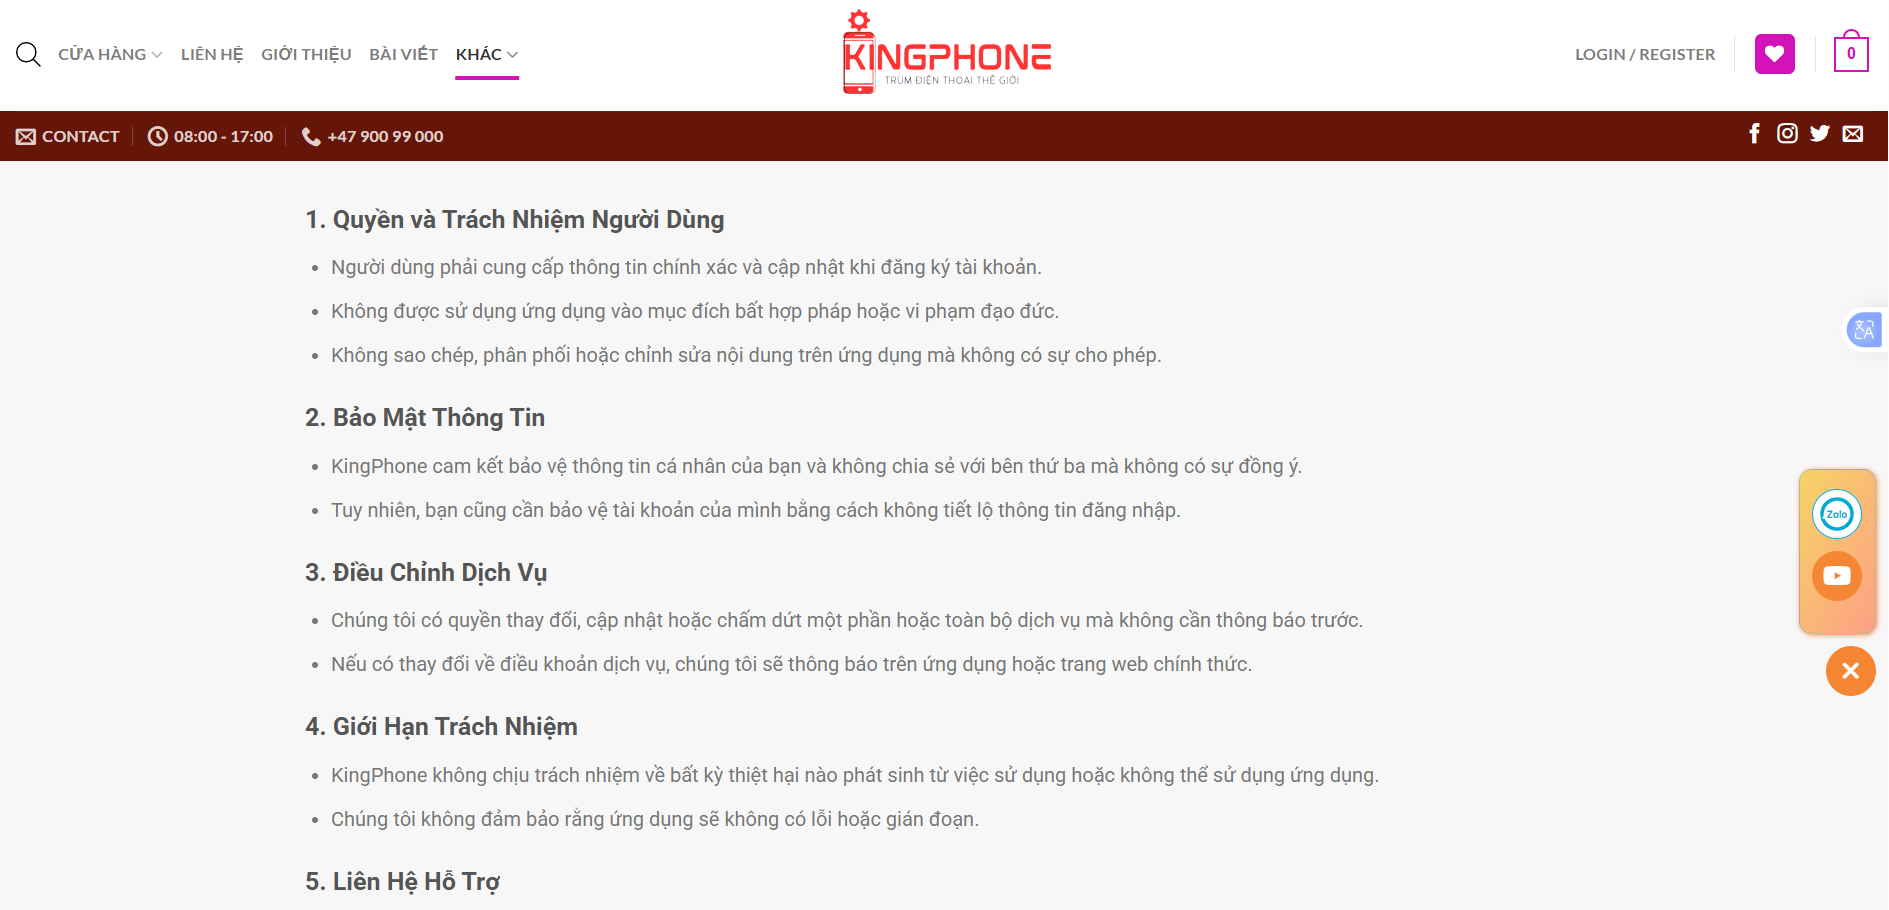 CỬA HÀNG LIÊN HỆ GIỚI THIỆU BÀI VIẾT KHÁC
KINGPHONE
TRÙM ĐIỆN THOẠI THẾ GIỚI
LOGIN / REGISTER 0
CONTACT 08:00 - 17:00 +47 900 99 000
1. Quyền và Trách Nhiệm Người Dùng
• Người dùng phải cung cấp thông tin chính xác và cập nhật khi đăng ký tài khoản.
• Không được sử dụng ứng dụng vào mục đích bất hợp pháp hoặc vi phạm đạo đức.
• Không sao chép, phân phối hoặc chỉnh sửa nội dung trên ứng dụng mà không có sự cho phép.
2. Bảo Mật Thông Tin
• KingPhone cam kết bảo vệ thông tin cá nhân của bạn và không chia sẻ với bên thứ ba mà không có sự đồng ý.
• Tuy nhiên, bạn cũng cần bảo vệ tài khoản của mình bằng cách không tiết lộ thông tin đăng nhập.
Zalo
3. Điều Chỉnh Dịch Vụ
• Chúng tôi có quyền thay đổi, cập nhật hoặc chấm dứt một phần hoặc toàn bộ dịch vụ mà không cần thông báo trước.
• Nếu có thay đổi về điều khoản dịch vụ, chúng tôi sẽ thông báo trên ứng dụng hoặc trang web chính thức.
4. Giới Hạn Trách Nhiệm
• KingPhone không chịu trách nhiệm về bất kỳ thiệt hại nào phát sinh từ việc sử dụng hoặc không thể sử dụng ứng dụng.
• Chúng tôi không đảm bảo rằng ứng dụng sẽ không có lỗi hoặc gián đoạn.
5. Liên Hệ Hỗ Trợ